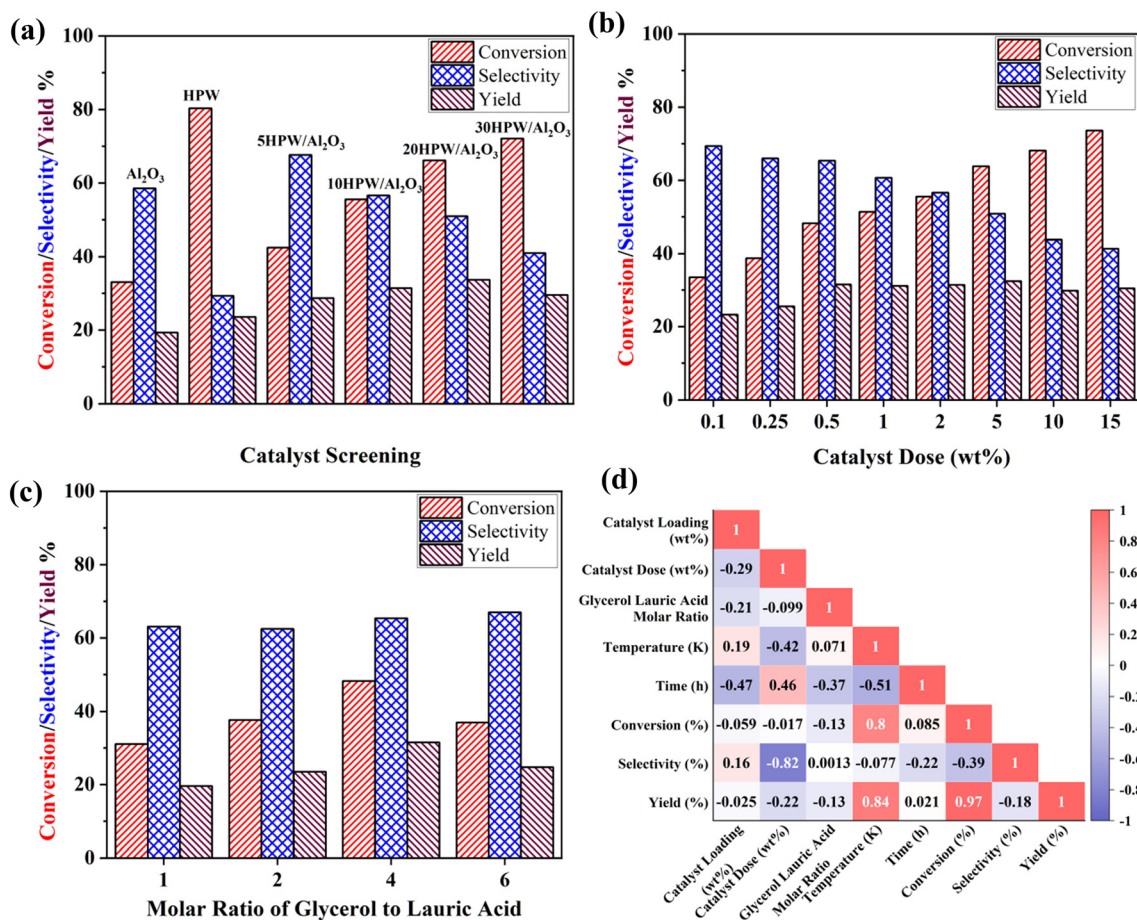 (a)
Conversion/Selectivity/Yield %
100
80
60
40
20
0
Conversion
Selectivity
Yield
Al₂O₃
HPW
5HPW/Al₂O₃
10HPW/Al₂O₃
20HPW/Al₂O₃
30HPW/Al₂O₃
Catalyst Screening
(b)
Conversion/Selectivity/Yield %
100
80
60
40
20
0
Conversion
Selectivity
Yield
0.1 0.25 0.5 1 2 5 10 15
Catalyst Dose (wt%)
(c)
Conversion/Selectivity/Yield %
100
80
60
40
20
0
Conversion
Selectivity
Yield
1 2 4 6
Molar Ratio of Glycerol to Lauric Acid
(d)
Catalyst Loading
(wt%)
1
Catalyst Dose (wt%)
-0.29 1
Glycerol Lauric Acid
Molar Ratio
-0.21 -0.099 1
Temperature (K)
0.19 -0.42 0.071 1
Time (h)
-0.47 0.46 -0.37 -0.51 1
Conversion (%)
-0.059 -0.017 -0.13 0.8 0.085 1
Selectivity (%)
0.16 -0.82 0.0013 -0.077 -0.22 -0.39 1
Yield (%)
-0.025 -0.22 -0.13 0.84 0.021 0.97 -0.18 1
Catalyst Loading
(wt%)
Catalyst Dose (wt%)
Glycerol Lauric Acid
Molar Ratio
Temperature (K)
Time (h)
Conversion (%)
Selectivity (%)
Yield (%)
1
0.8
0.6
0.4
0.2
0
-0.2
-0.4
-0.6
-0.8
-1